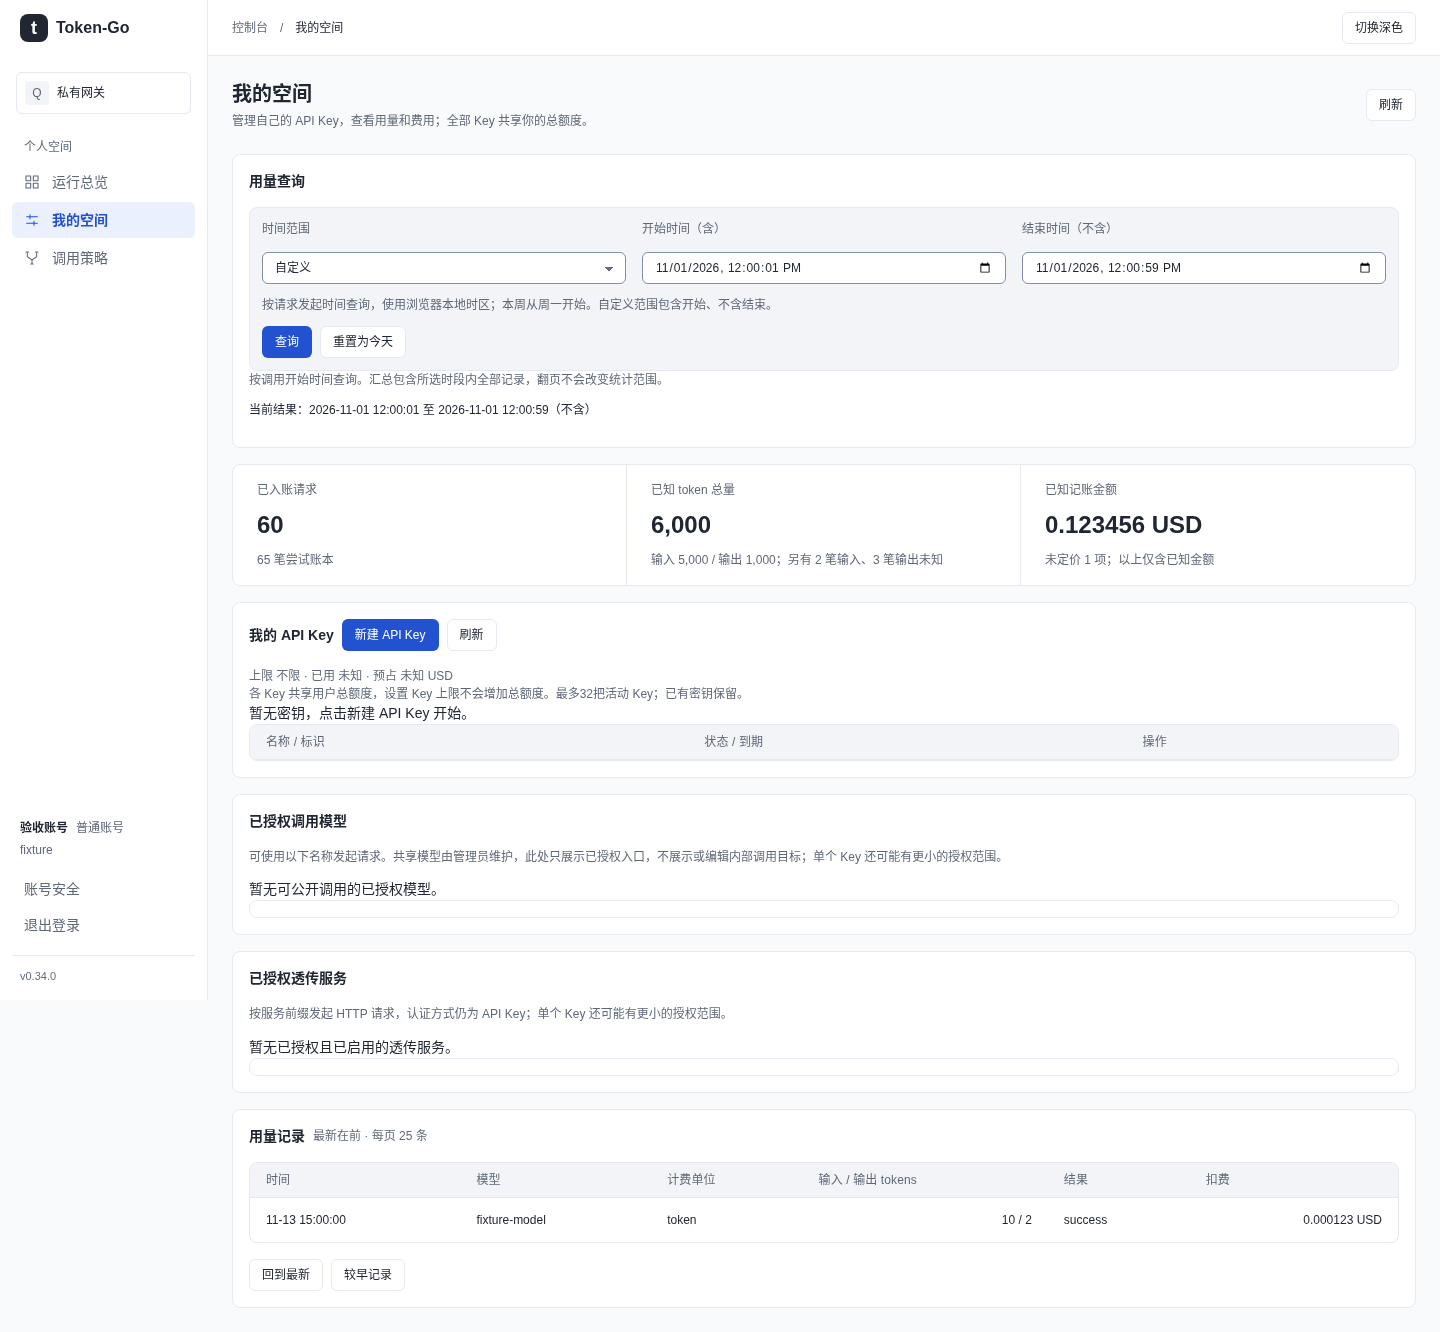 t Token-Go
Q 私有网关
个人空间
运行总览
我的空间
调用策略
验收账号 普通账号
fixture
账号安全
退出登录
v0.34.0
控制台 / 我的空间
切换深色
我的空间
管理自己的 API Key，查看用量和费用；全部 Key 共享你的总额度。
刷新
用量查询
时间范围 开始时间（含） 结束时间（不含）
自定义 11/01/2026, 12:00:01 PM 11/01/2026, 12:00:59 PM
按请求发起时间查询，使用浏览器本地时区；本周从周一开始。自定义范围包含开始、不含结束。
查询 重置为今天
按调用开始时间查询。汇总包含所选时段内全部记录，翻页不会改变统计范围。
当前结果：2026-11-01 12:00:01 至 2026-11-01 12:00:59（不含）
已入账请求
60
65 笔尝试账本
已知 token 总量
6,000
输入 5,000 / 输出 1,000；另有 2 笔输入、3 笔输出未知
已知记账金额
0.123456 USD
未定价 1 项；以上仅含已知金额
我的 API Key 新建 API Key 刷新
上限 不限 · 已用 未知 · 预占 未知 USD
各 Key 共享用户总额度，设置 Key 上限不会增加总额度。最多32把活动 Key；已有密钥保留。
暂无密钥，点击新建 API Key 开始。
名称 / 标识 状态 / 到期 操作
已授权调用模型
可使用以下名称发起请求。共享模型由管理员维护，此处只展示已授权入口，不展示或编辑内部调用目标；单个 Key 还可能有更小的授权范围。
暂无可公开调用的已授权模型。
已授权透传服务
按服务前缀发起 HTTP 请求，认证方式仍为 API Key；单个 Key 还可能有更小的授权范围。
暂无已授权且已启用的透传服务。
用量记录 最新在前 · 每页 25 条
时间 模型 计费单位 输入 / 输出 tokens 结果 扣费
11-13 15:00:00 fixture-model token 10 / 2 success 0.000123 USD
回到最新 较早记录